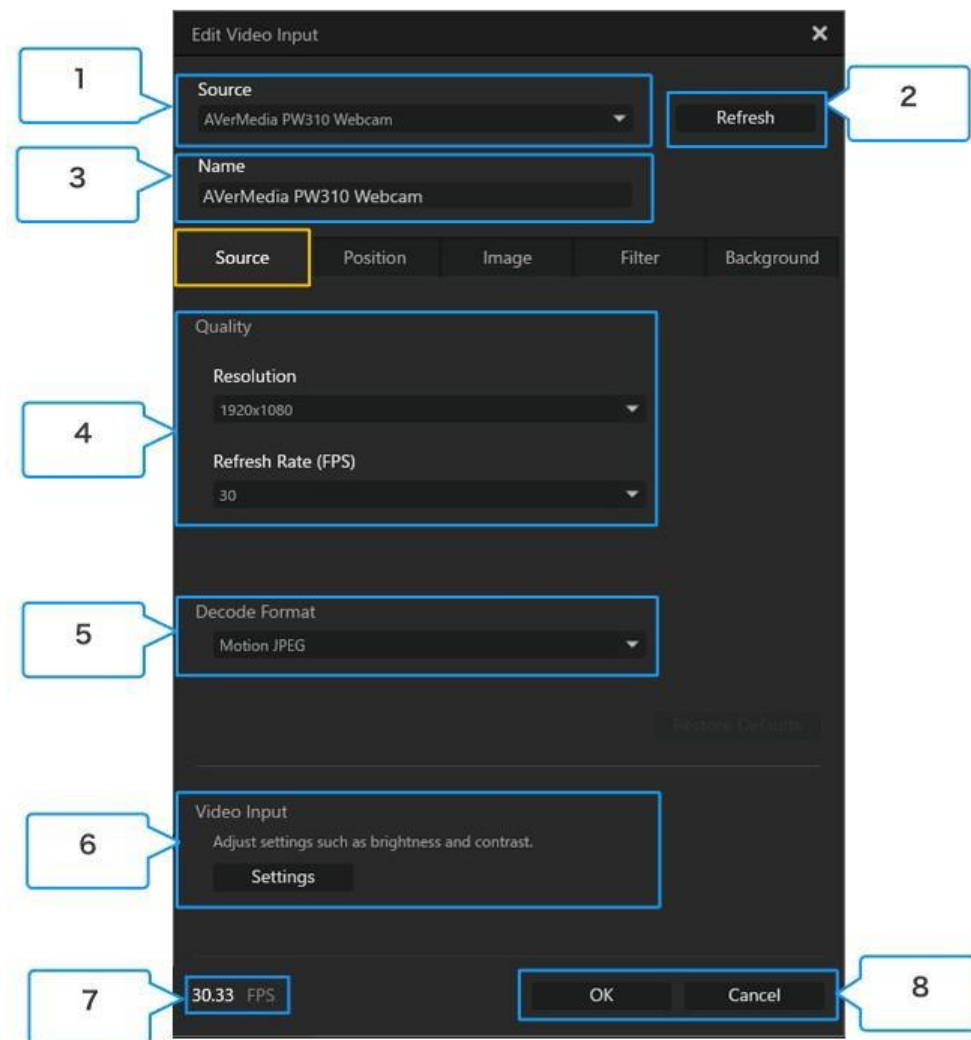 Edit Video Input
1
Source
AVerMedia PW310 Webcam
Refresh
2
3
Name
AVerMedia PW310 Webcam
Source Position Image Filter Background
Quality
Resolution
1920x1080
4
Refresh Rate (FPS)
30
Decode Format
5
Motion JPEG
Restore Defaults
Video Input
6
Adjust settings such as brightness and contrast.
Settings
7
30.33 FPS
OK Cancel
8